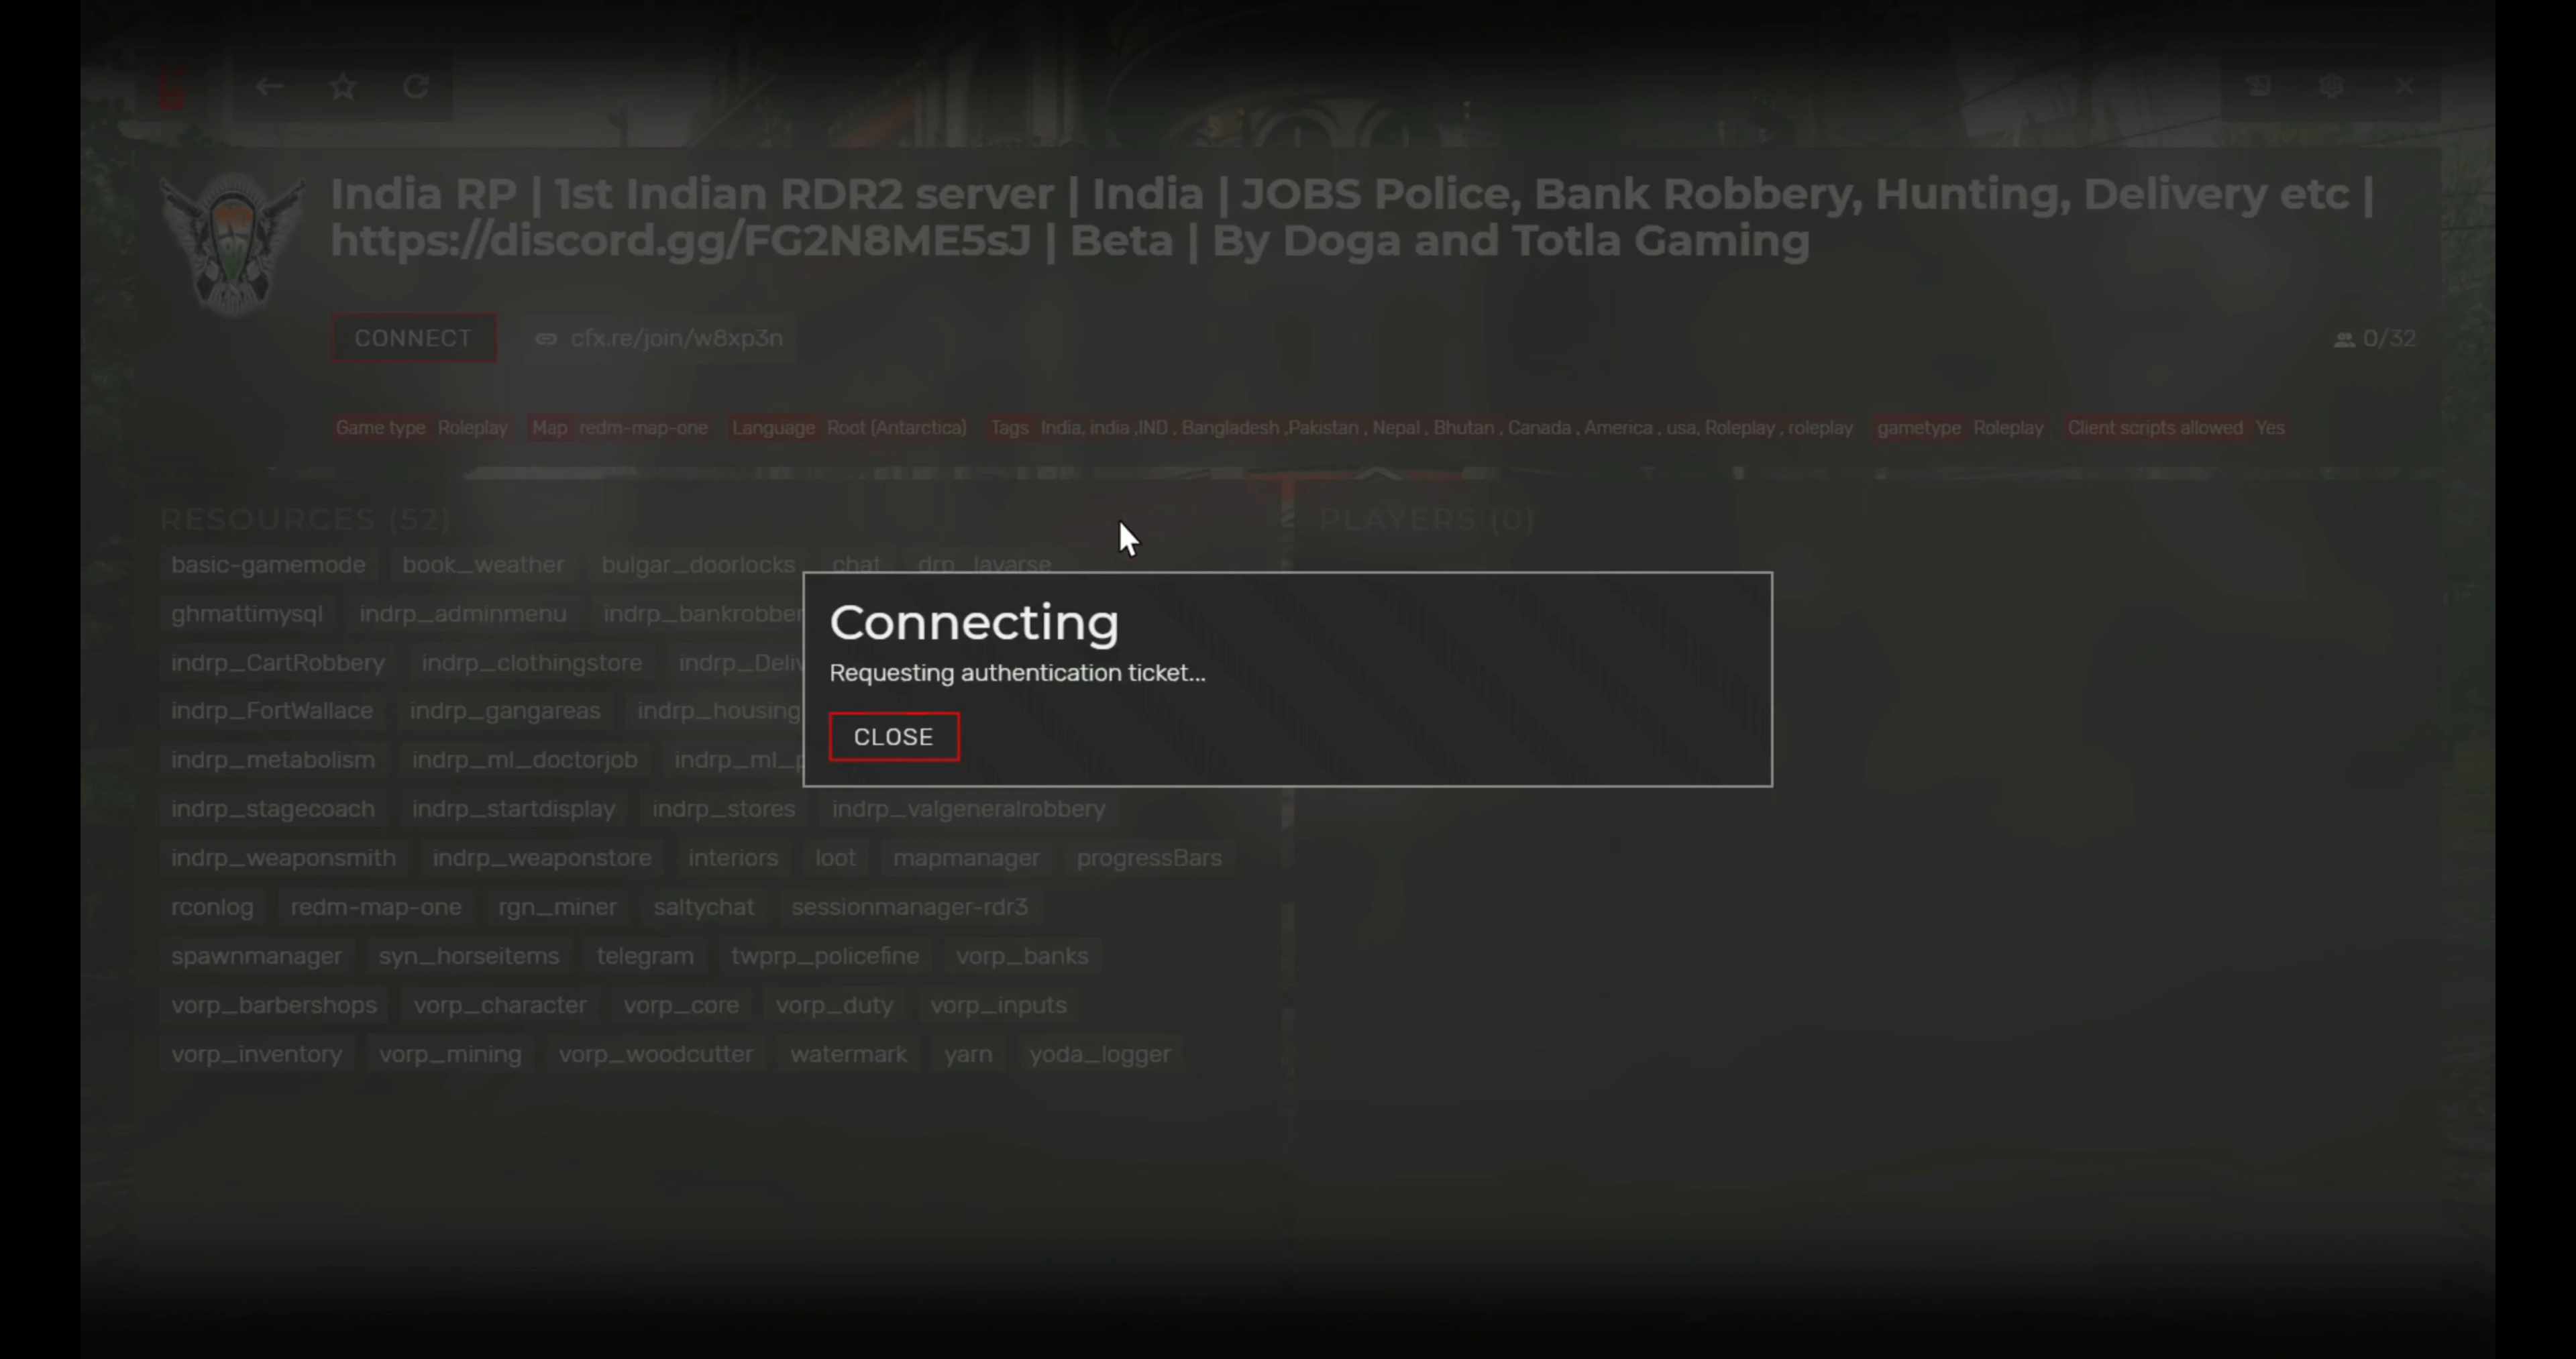 India RP | 1st Indian RDR2 server | India | JOBS Police, Bank Robbery, Hunting, Delivery etc |
https://discord.gg/FG2N8ME5sJ | Beta | By Doga and Totla Gaming
CONNECT cfx.re/join/w8xp3n 0/32
Game type Roleplay Map redm-map-one Language Root (Antarctica) Tags India, india ,IND , Bangladesh ,Pakistan , Nepal , Bhutan , Canada , America , usa, Roleplay , roleplay gametype Roleplay Client scripts allowed Yes
RESOURCES (52)
basic-gamemode book_weather bulgar_doorlocks chat drp_lavarse
ghmattimysql indrp_adminmenu indrp_bankrobber
indrp_CartRobbery indrp_clothingstore indrp_Deliv
indrp_FortWallace indrp_gangareas indrp_housing
indrp_metabolism indrp_ml_doctorjob indrp_ml_p
indrp_stagecoach indrp_startdisplay indrp_stores indrp_valgeneralrobbery
indrp_weaponsmith indrp_weaponstore interiors loot mapmanager progressBars
rconlog redm-map-one rgn_miner saltychat sessionmanager-rdr3
spawnmanager syn_horseitems telegram twprp_policefine vorp_banks
vorp_barbershops vorp_character vorp_core vorp_duty vorp_inputs
vorp_inventory vorp_mining vorp_woodcutter watermark yarn yoda_logger
PLAYERS (0)
Connecting
Requesting authentication ticket...
CLOSE